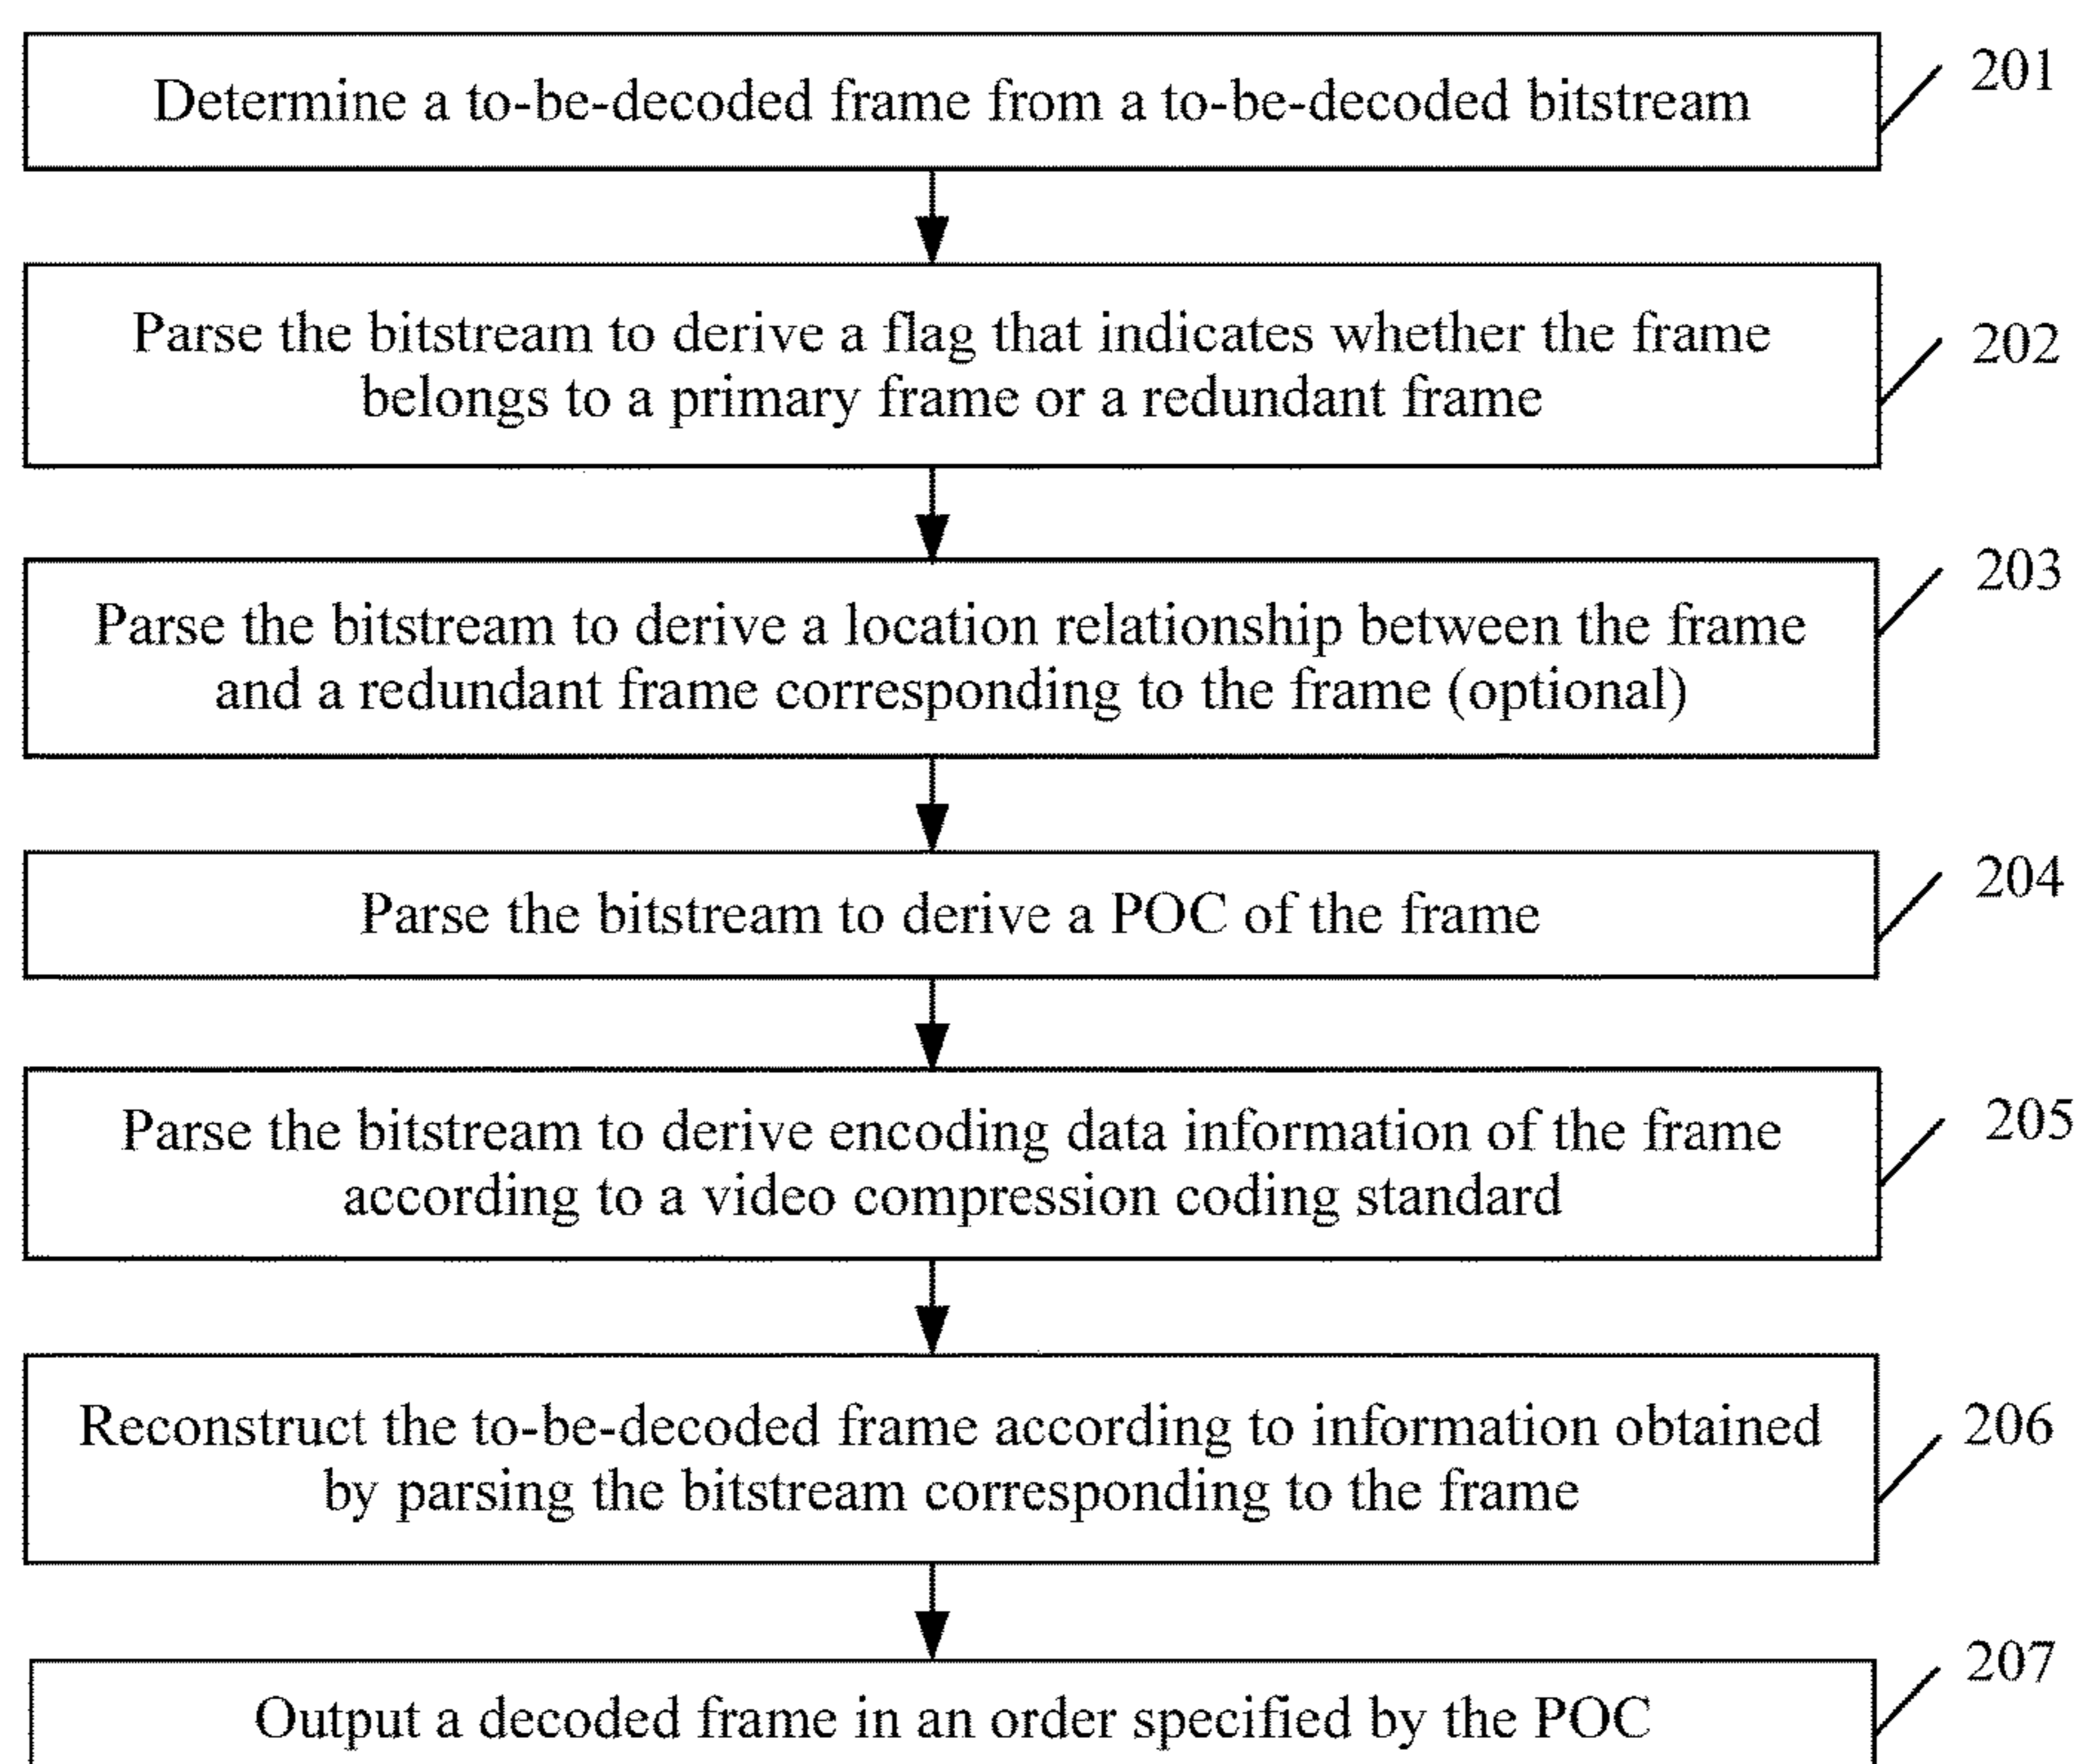 Determine a to-be-decoded frame from a to-be-decoded bitstream
201
Parse the bitstream to derive a flag that indicates whether the frame
belongs to a primary frame or a redundant frame
202
Parse the bitstream to derive a location relationship between the frame
and a redundant frame corresponding to the frame (optional)
203
Parse the bitstream to derive a POC of the frame
204
Parse the bitstream to derive encoding data information of the frame
according to a video compression coding standard
205
Reconstruct the to-be-decoded frame according to information obtained
by parsing the bitstream corresponding to the frame
206
Output a decoded frame in an order specified by the POC
207